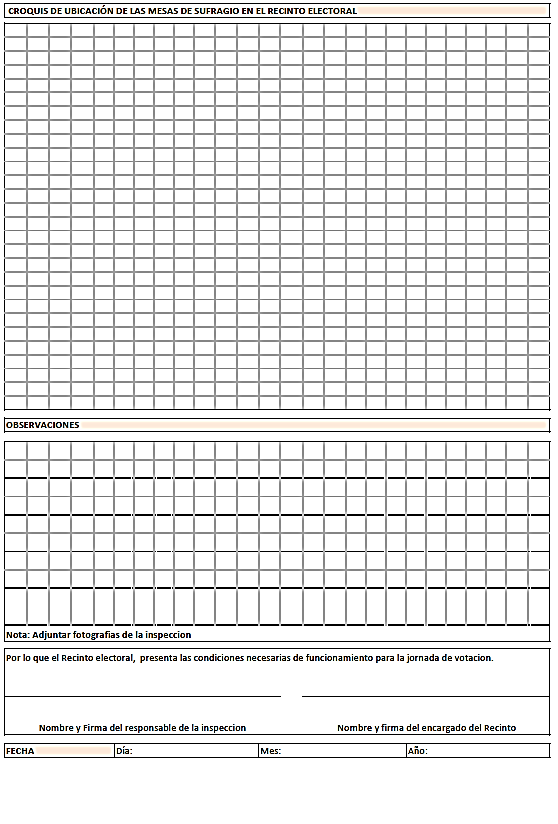 CROQUIS DE UBICACIÓN DE LAS MESAS DE SUFRAGIO EN EL RECINTO ELECTORAL
OBSERVACIONES
Nota: Adjuntar fotografias de la inspeccion
Por lo que el Recinto electoral, presenta las condiciones necesarias de funcionamiento para la jornada de votacion.
Nombre y Firma del responsable de la inspeccion Nombre y firma del encargado del Recinto
FECHA Día: Mes: Año: